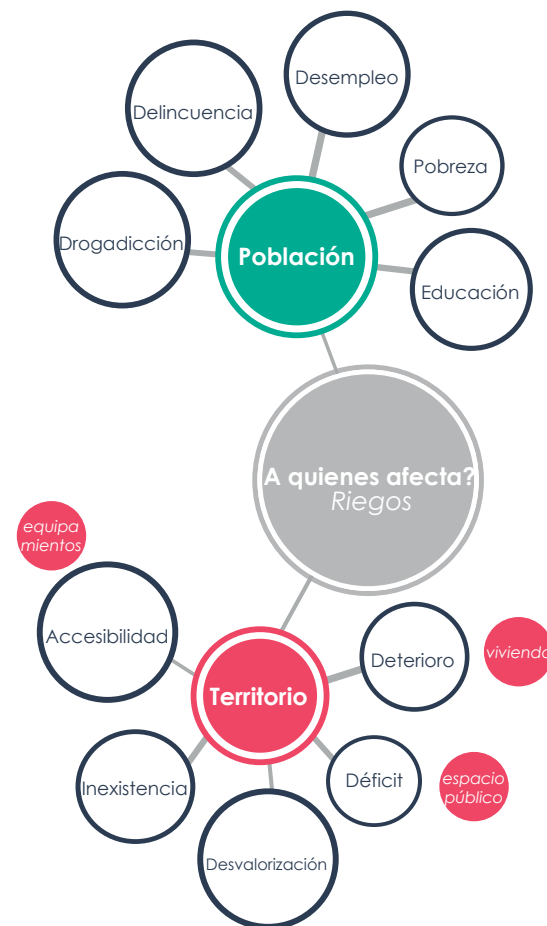 Desempleo
Delincuencia
Pobreza
Drogadicción
Población
Educación
A quienes afecta?
Riegos
equipa
mientos
Accesibilidad
Deterioro
vivienda
Territorio
Inexistencia
Déficit
espacio
público
Desvalorización